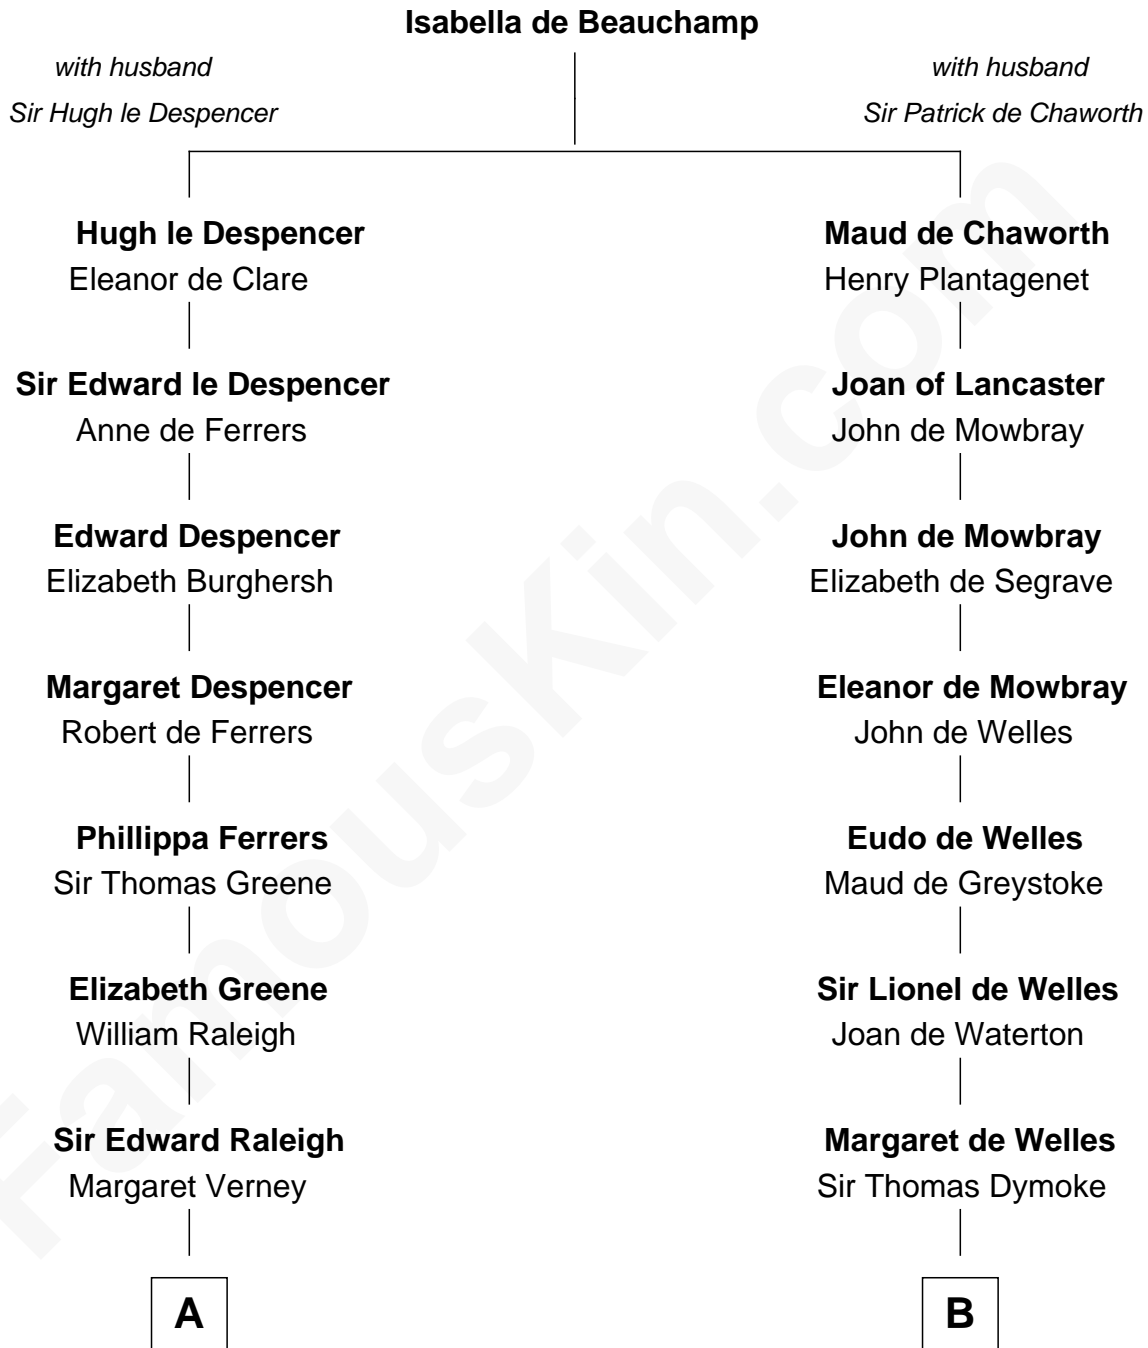 Isabella de Beauchamp
with husband
Sir Hugh le Despencer
with husband
Sir Patrick de Chaworth
Hugh le Despencer
Eleanor de Clare
Sir Edward le Despencer
Anne de Ferrers
Edward Despencer
Elizabeth Burghersh
Margaret Despencer
Robert de Ferrers
Phillippa Ferrers
Sir Thomas Greene
Elizabeth Greene
William Raleigh
Sir Edward Raleigh
Margaret Verney
A
Maud de Chaworth
Henry Plantagenet
Joan of Lancaster
John de Mowbray
John de Mowbray
Elizabeth de Segrave
Eleanor de Mowbray
John de Welles
Eudo de Welles
Maud de Greystoke
Sir Lionel de Welles
Joan de Waterton
Margaret de Welles
Sir Thomas Dymoke
B
FamousKin.com